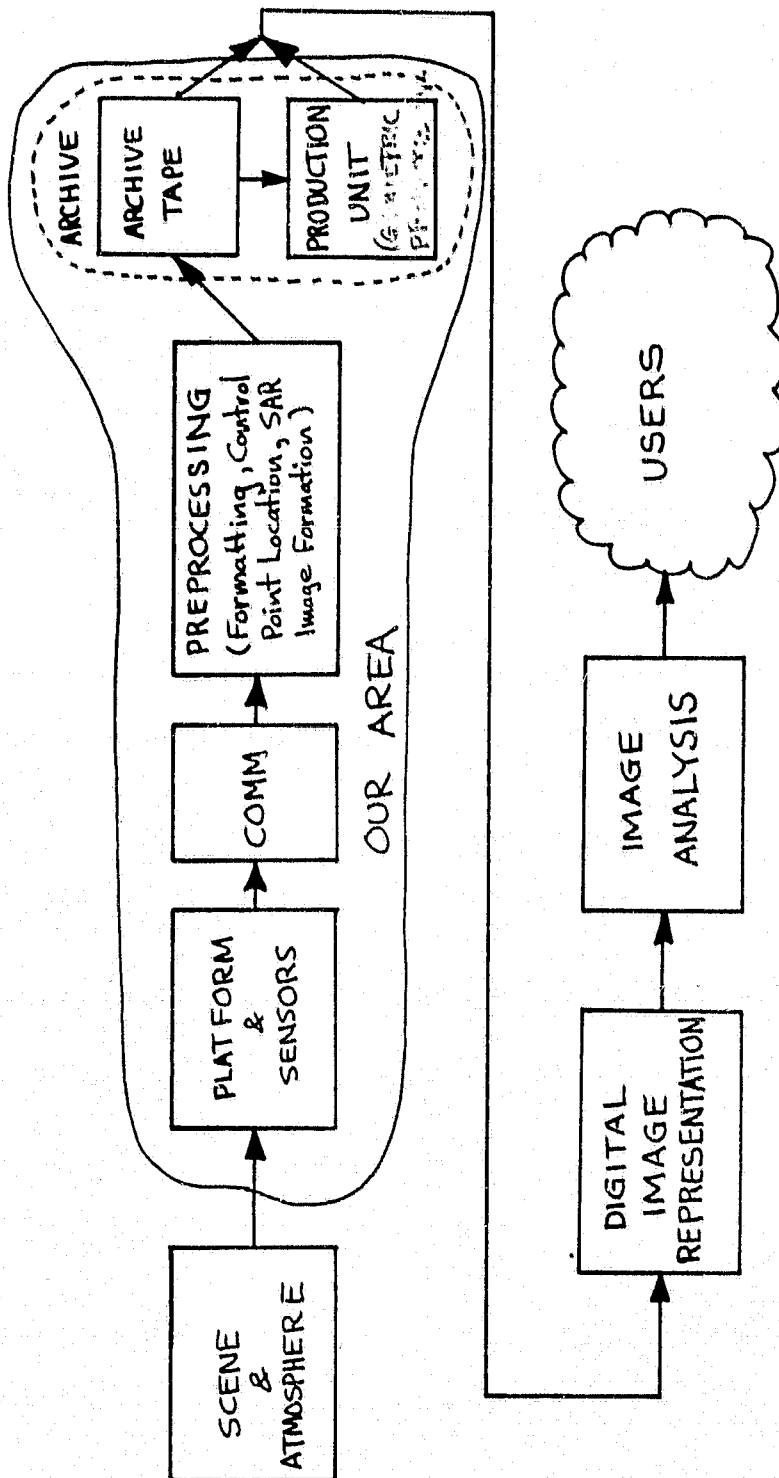 SCENE
&
ATMOSPHERE
PLATFORM
&
SENSORS
COMM
PREPROCESSING
(Formatting, Control
Point Location, SAR
Image Formation)
OUR AREA
ARCHIVE
ARCHIVE
TAPE
PRODUCTION
UNIT
DIGITAL
IMAGE
REPRESENTATION
IMAGE
ANALYSIS
USERS